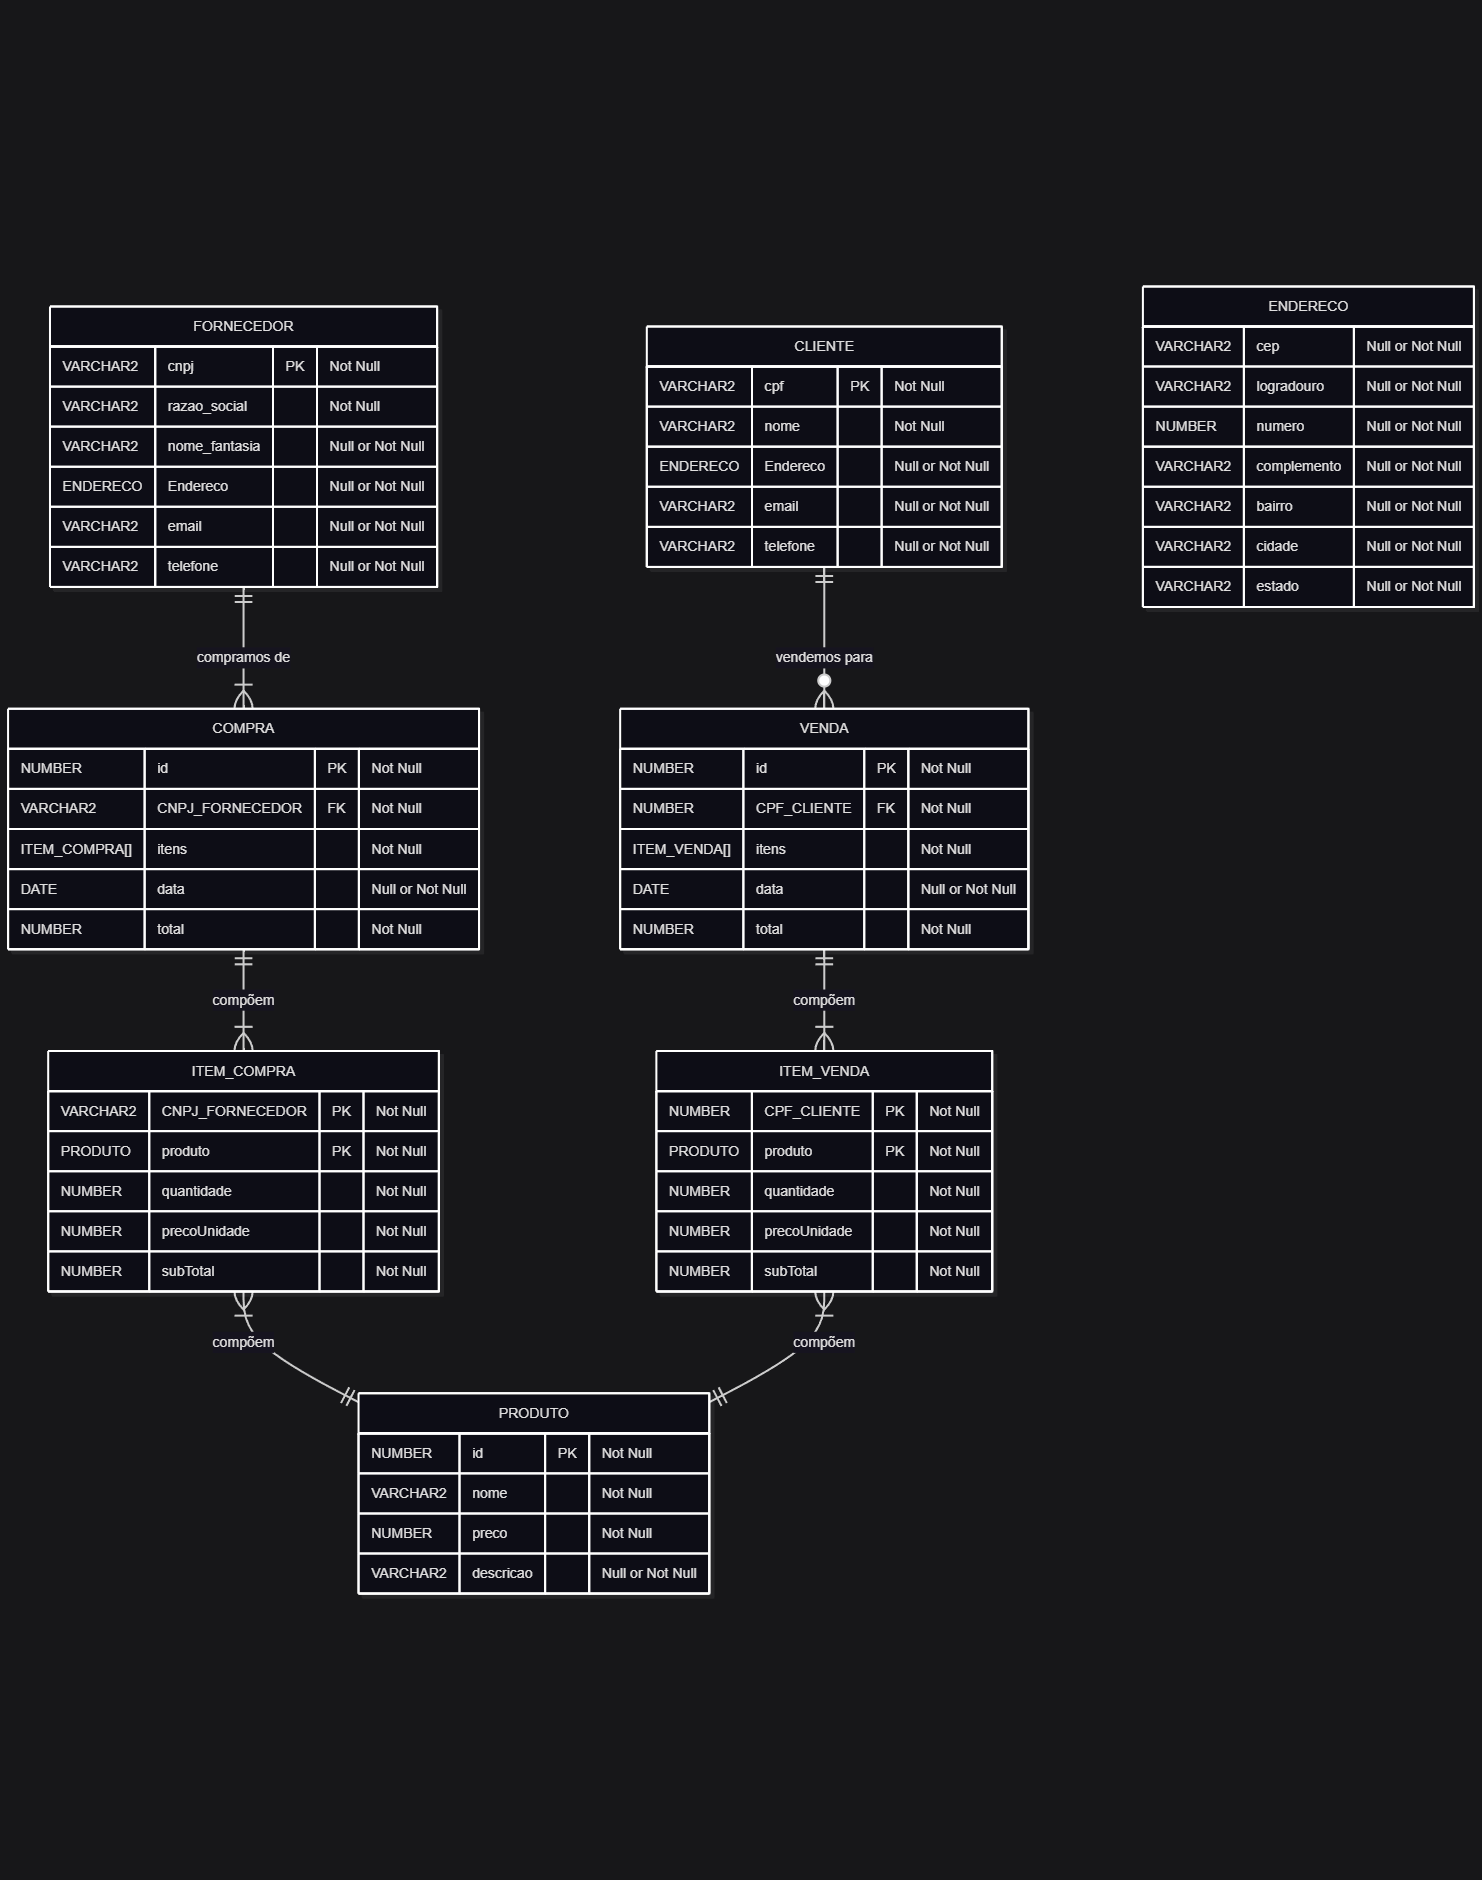 FORNECEDOR
VARCHAR2 cnpj PK Not Null
VARCHAR2 razao_social Not Null
VARCHAR2 nome_fantasia Null or Not Null
ENDERECO Endereco Null or Not Null
VARCHAR2 email Null or Not Null
VARCHAR2 telefone Null or Not Null
CLIENTE
VARCHAR2 cpf PK Not Null
VARCHAR2 nome Not Null
ENDERECO Endereco Null or Not Null
VARCHAR2 email Null or Not Null
VARCHAR2 telefone Null or Not Null
ENDERECO
VARCHAR2 cep Null or Not Null
VARCHAR2 logradouro Null or Not Null
NUMBER numero Null or Not Null
VARCHAR2 complemento Null or Not Null
VARCHAR2 bairro Null or Not Null
VARCHAR2 cidade Null or Not Null
VARCHAR2 estado Null or Not Null
compramos de
vendemos para
COMPRA
NUMBER id PK Not Null
VARCHAR2 CNPJ_FORNECEDOR FK Not Null
ITEM_COMPRA[] itens Not Null
DATE data Null or Not Null
NUMBER total Not Null
VENDA
NUMBER id PK Not Null
NUMBER CPF_CLIENTE FK Not Null
ITEM_VENDA[] itens Not Null
DATE data Null or Not Null
NUMBER total Not Null
compõem
compõem
ITEM_COMPRA
VARCHAR2 CNPJ_FORNECEDOR PK Not Null
PRODUTO produto PK Not Null
NUMBER quantidade Not Null
NUMBER precoUnidade Not Null
NUMBER subTotal Not Null
ITEM_VENDA
NUMBER CPF_CLIENTE PK Not Null
PRODUTO produto PK Not Null
NUMBER quantidade Not Null
NUMBER precoUnidade Not Null
NUMBER subTotal Not Null
compõem
compõem
PRODUTO
NUMBER id PK Not Null
VARCHAR2 nome Not Null
NUMBER preco Not Null
VARCHAR2 descricao Null or Not Null